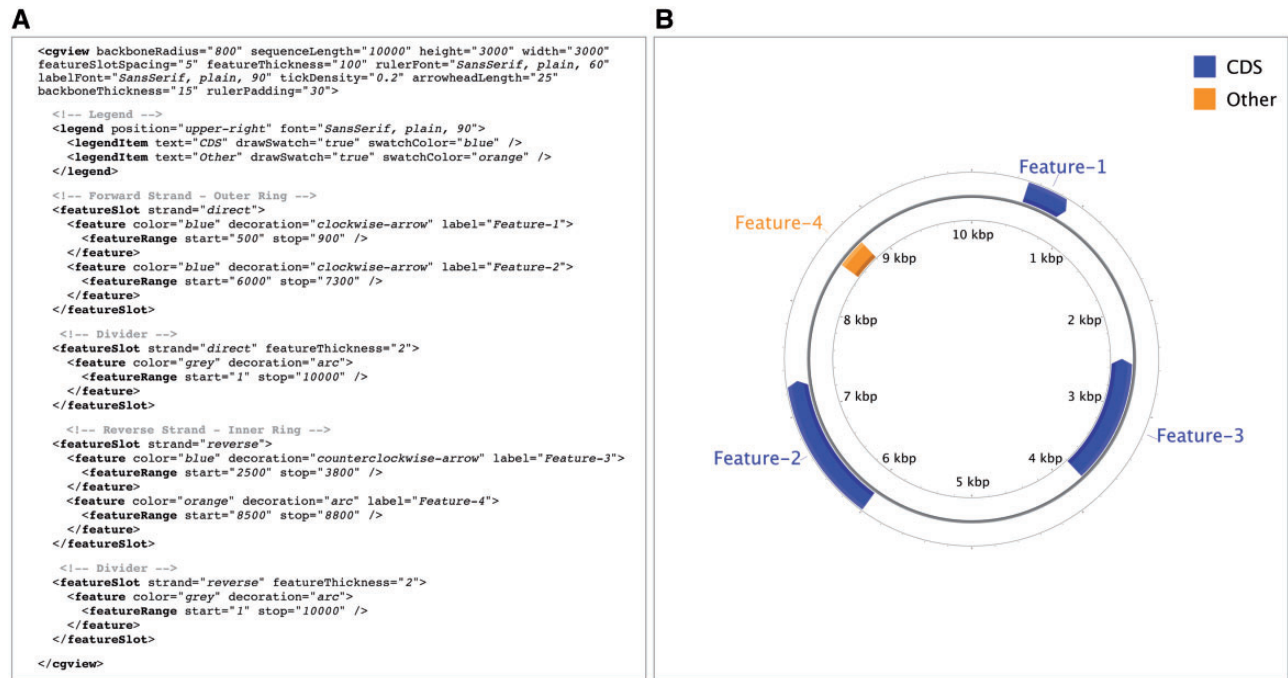 A
<cgview backboneRadius="800" sequenceLength="10000" height="3000" width="3000"
featureSlotSpacing="5" featureThickness="100" rulerFont="SansSerif, plain, 60"
labelFont="SansSerif, plain, 90" tickDensity="0.2" arrowheadLength="25"
backboneThickness="15" rulerPadding="30">
<!-- Legend -->
<legend position="upper-right" font="SansSerif, plain, 90">
<legendItem text="CDS" drawSwatch="true" swatchColor="blue" />
<legendItem text="Other" drawSwatch="true" swatchColor="orange" />
</legend>
<!-- Forward Strand - Outer Ring -->
<featureSlot strand="direct">
<feature color="blue" decoration="clockwise-arrow" label="Feature-1">
<featureRange start="500" stop="900" />
</feature>
<feature color="blue" decoration="clockwise-arrow" label="Feature-2">
<featureRange start="6000" stop="7300" />
</feature>
</featureSlot>
<!-- Divider -->
<featureSlot strand="direct" featureThickness="2">
<feature color="grey" decoration="arc">
<featureRange start="1" stop="10000" />
</feature>
</featureSlot>
<!-- Reverse Strand - Inner Ring -->
<featureSlot strand="reverse">
<feature color="blue" decoration="counterclockwise-arrow" label="Feature-3">
<featureRange start="2500" stop="3800" />
</feature>
<feature color="orange" decoration="arc" label="Feature-4">
<featureRange start="8500" stop="8800" />
</feature>
</featureSlot>
<!-- Divider -->
<featureSlot strand="reverse" featureThickness="2">
<feature color="grey" decoration="arc">
<featureRange start="1" stop="10000" />
</feature>
</featureSlot>
</cgview>
B
CDS
Other
Feature-1
Feature-4
10 kbp
9 kbp
1 kbp
8 kbp
2 kbp
7 kbp
3 kbp
Feature-3
Feature-2
6 kbp
4 kbp
5 kbp